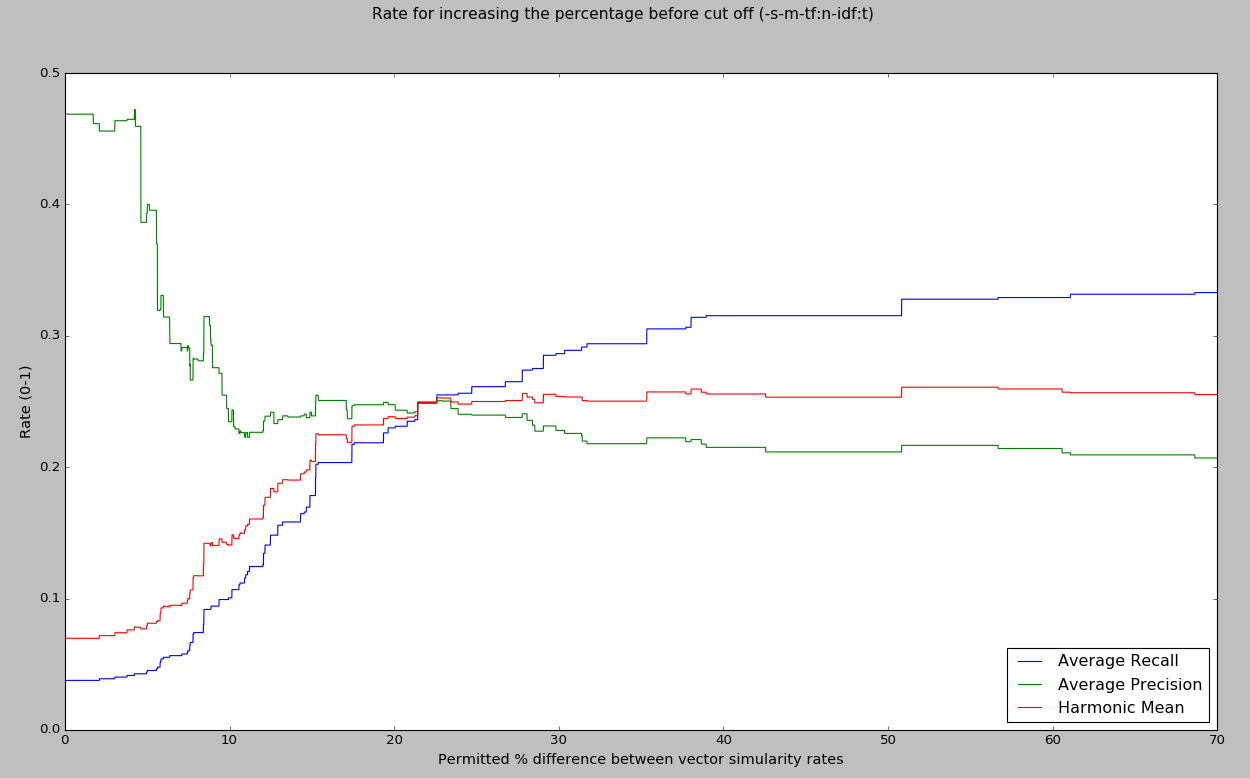 Rate for increasing the percentage before cut off (-s-m-tf:n-idf:t)
0.5
0.4
0.3
0.2
0.1
0.0
Rate (0-1)
0 10 20 30 40 50 60 70
Permitted % difference between vector simularity rates
Average Recall
Average Precision
Harmonic Mean